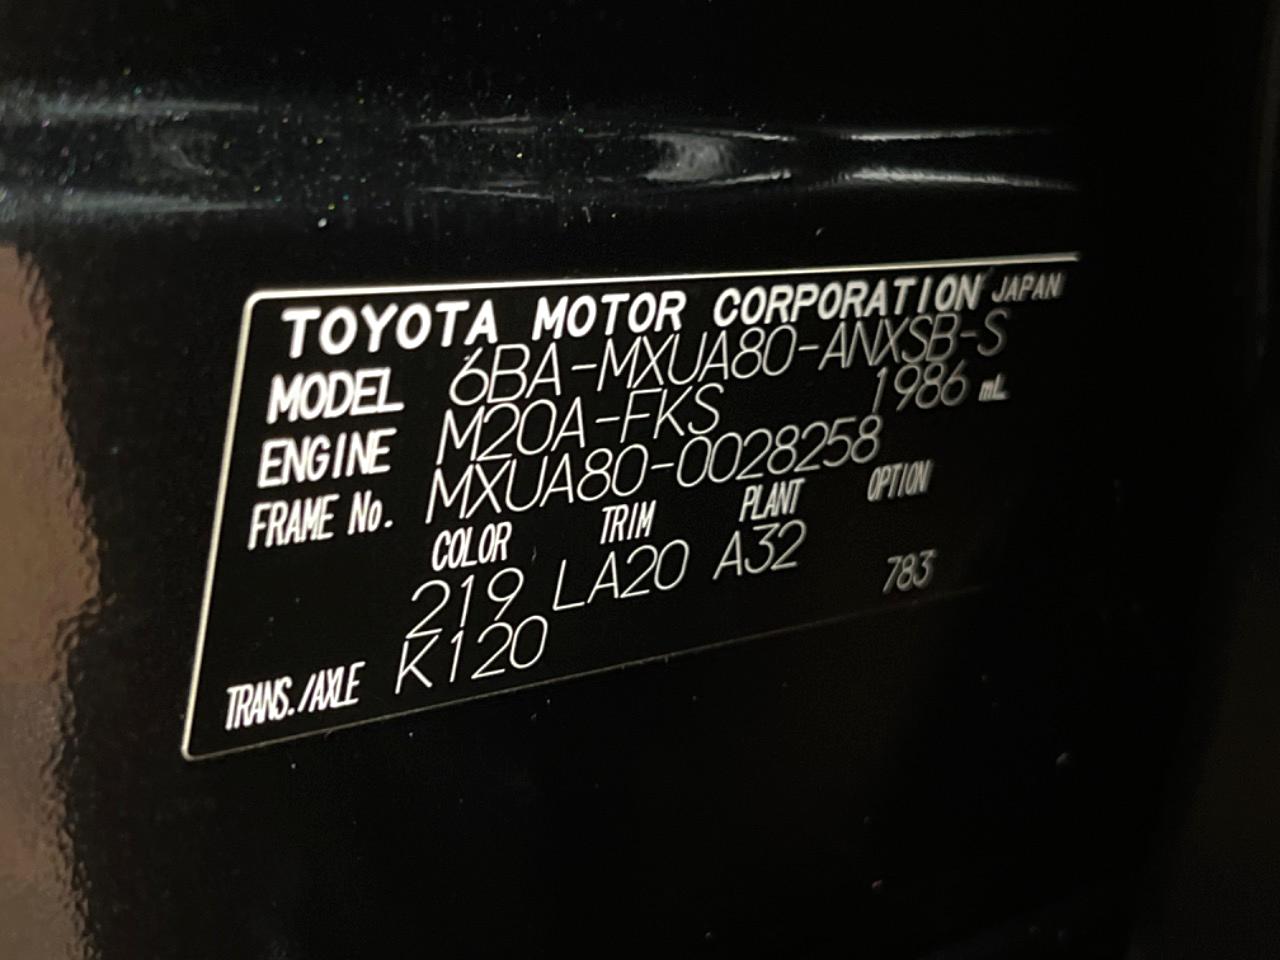 TOYOTA MOTOR CORPORATION JAPAN
MODEL 6BA-MXUA80-ANXSB-S
ENGINE M20A-FKS 1986 mL
FRAME No. MXUA80-0028258
COLOR TRIM PLANT OPTION
219 LA20 A32 783
TRANS./AXLE K120